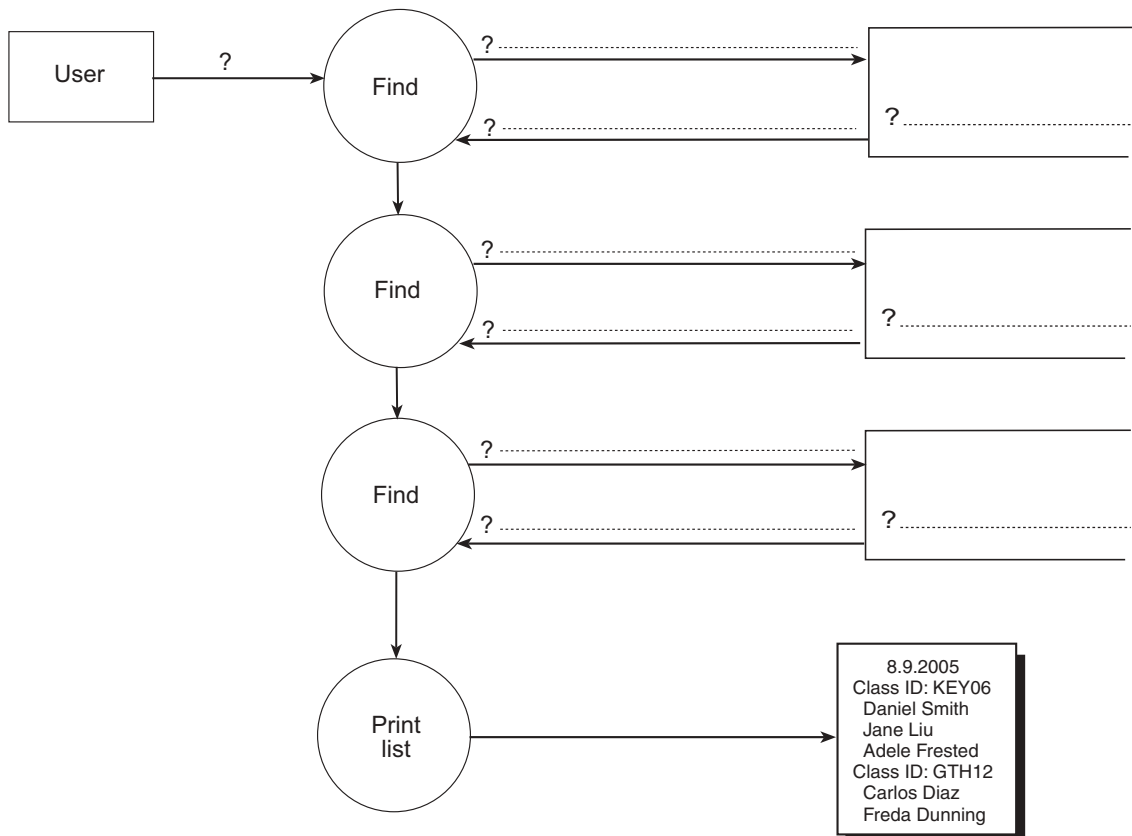 User
?
Find
?
?
?
Find
?
?
?
Find
?
?
?
Print
list
8.9.2005
Class ID: KEY06
Daniel Smith
Jane Liu
Adele Frested
Class ID: GTH12
Carlos Diaz
Freda Dunning